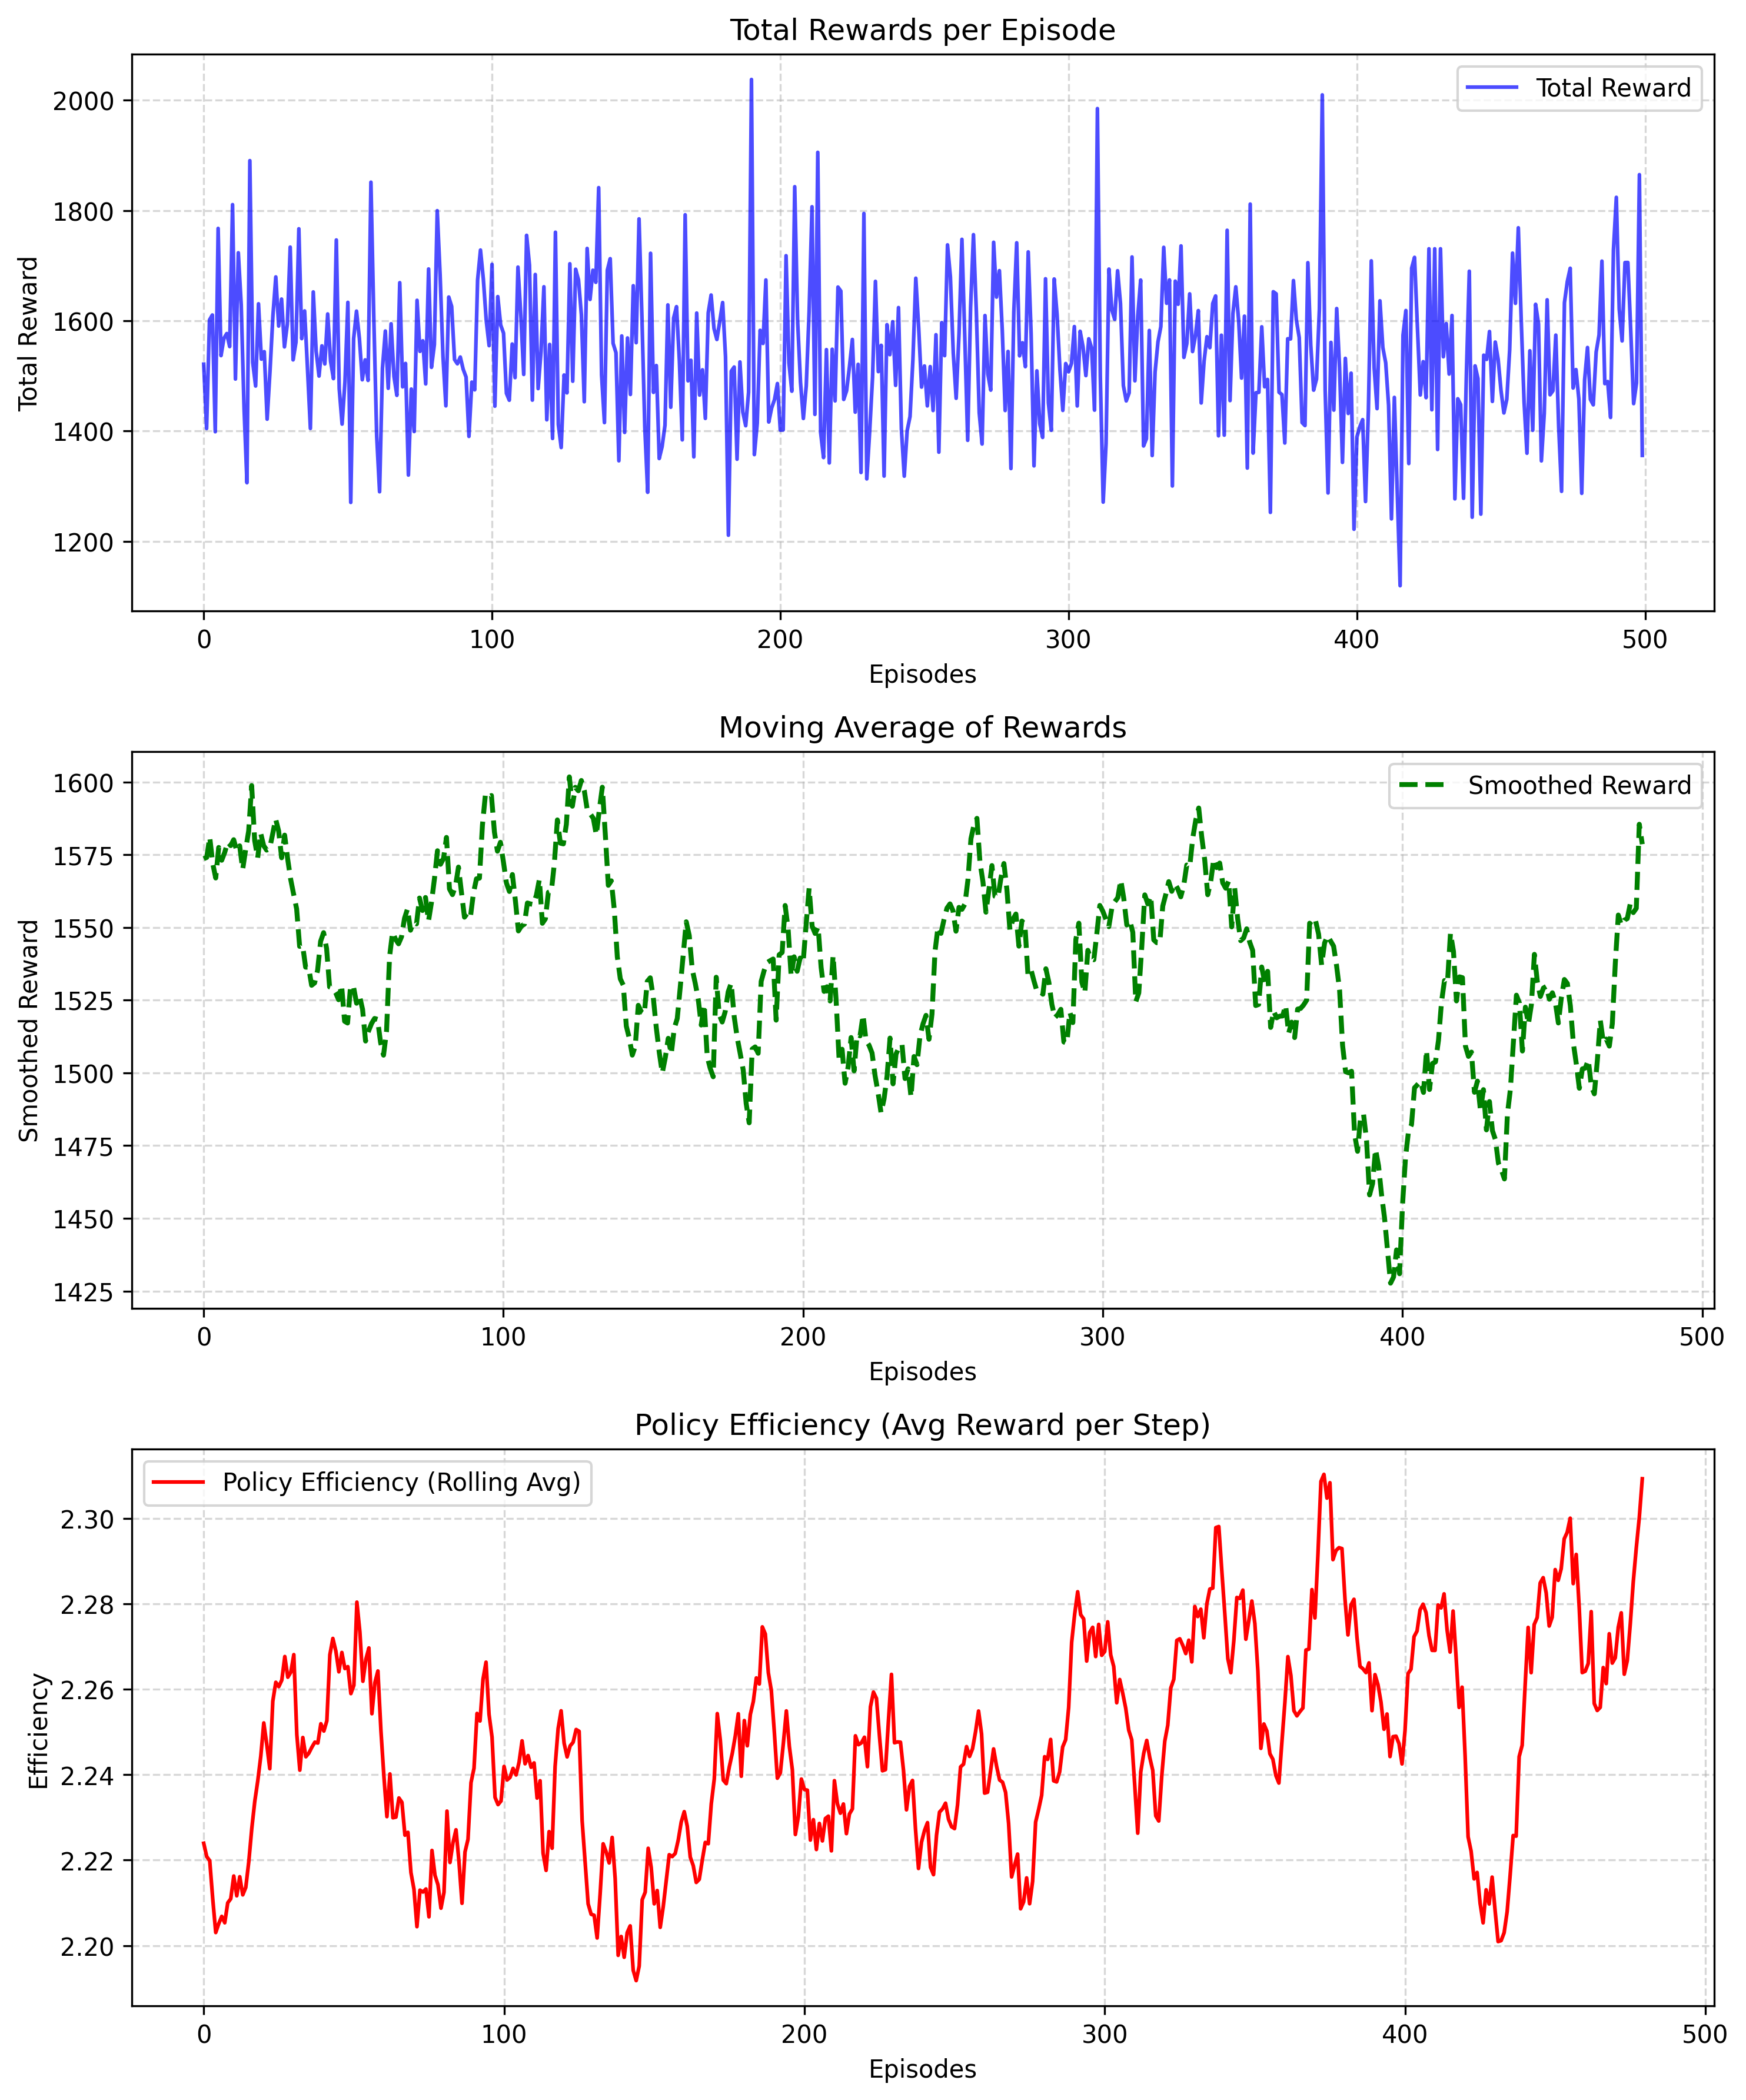 Total Rewards per Episode
Total Reward
2000
1800
1600
1400
1200
Total Reward
0 100 200 300 400 500
Episodes
Moving Average of Rewards
Smoothed Reward
1600
1575
1550
1525
1500
1475
1450
1425
Smoothed Reward
0 100 200 300 400 500
Episodes
Policy Efficiency (Avg Reward per Step)
Policy Efficiency (Rolling Avg)
2.30
2.28
2.26
2.24
2.22
2.20
Efficiency
0 100 200 300 400 500
Episodes